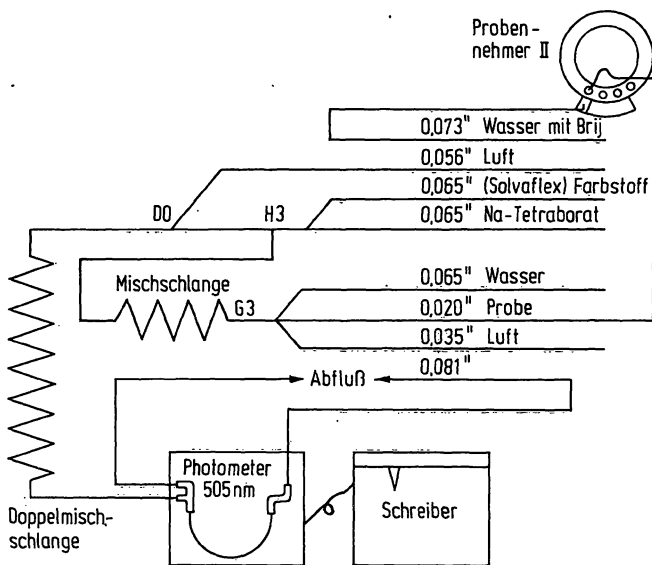 Proben-
nehmer II
0,073" Wasser mit Brij
0,056" Luft
0,065" (Solvaflex) Farbstoff
D0 H3 0,065" Na-Tetraborat
Mischschlange
0,065" Wasser
G3 0,020" Probe
0,035" Luft
0,081"
Abfluß
Photometer
505 nm
Schreiber
Doppelmisch-
schlange